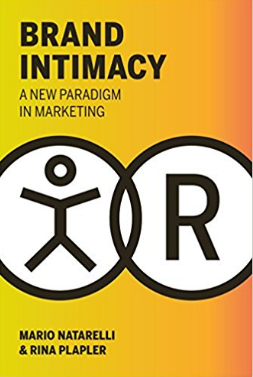 BRAND
INTIMACY
A NEW PARADIGM
IN MARKETING
R
MARIO NATARELLI
& RINA PLAPLER